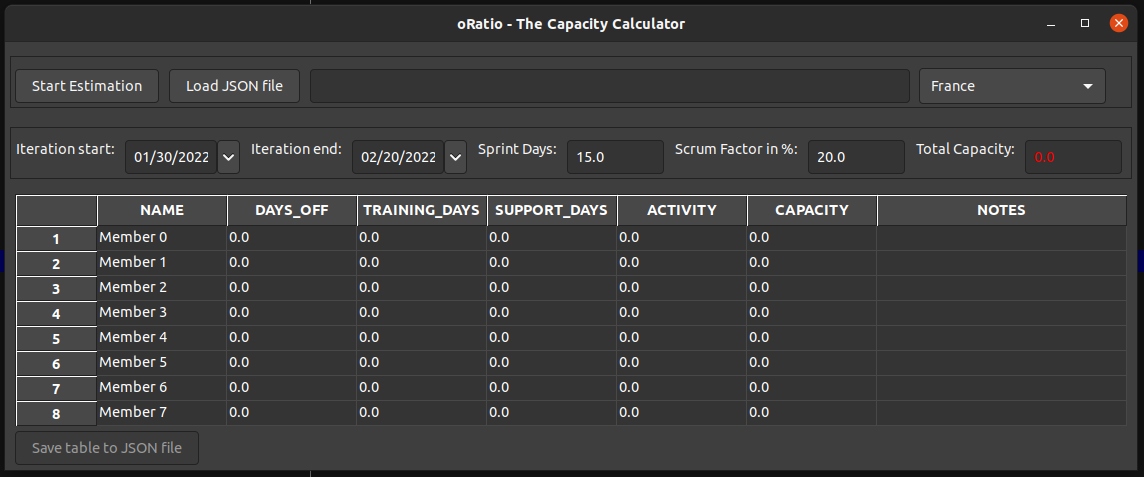 oRatio - The Capacity Calculator
Start Estimation Load JSON file France
Iteration start: 01/30/2022 Iteration end: 02/20/2022 Sprint Days: 15.0 Scrum Factor in %: 20.0 Total Capacity: 0.0
NAME DAYS_OFF TRAINING_DAYS SUPPORT_DAYS ACTIVITY CAPACITY NOTES
1 Member 0 0.0 0.0 0.0 0.0 0.0
2 Member 1 0.0 0.0 0.0 0.0 0.0
3 Member 2 0.0 0.0 0.0 0.0 0.0
4 Member 3 0.0 0.0 0.0 0.0 0.0
5 Member 4 0.0 0.0 0.0 0.0 0.0
6 Member 5 0.0 0.0 0.0 0.0 0.0
7 Member 6 0.0 0.0 0.0 0.0 0.0
8 Member 7 0.0 0.0 0.0 0.0 0.0
Save table to JSON file